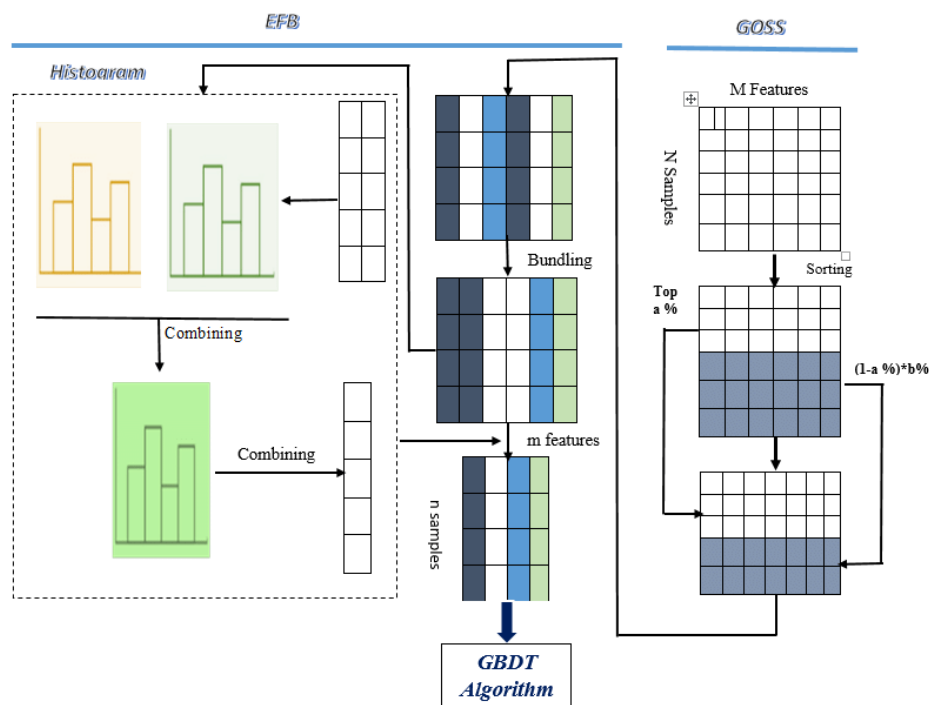 EFB
GOSS
Histoaram
M Features
N Samples
Sorting
Bundling
Top
a %
(1-a %)*b%
Combining
Combining
m features
n samples
GBDT
Algorithm